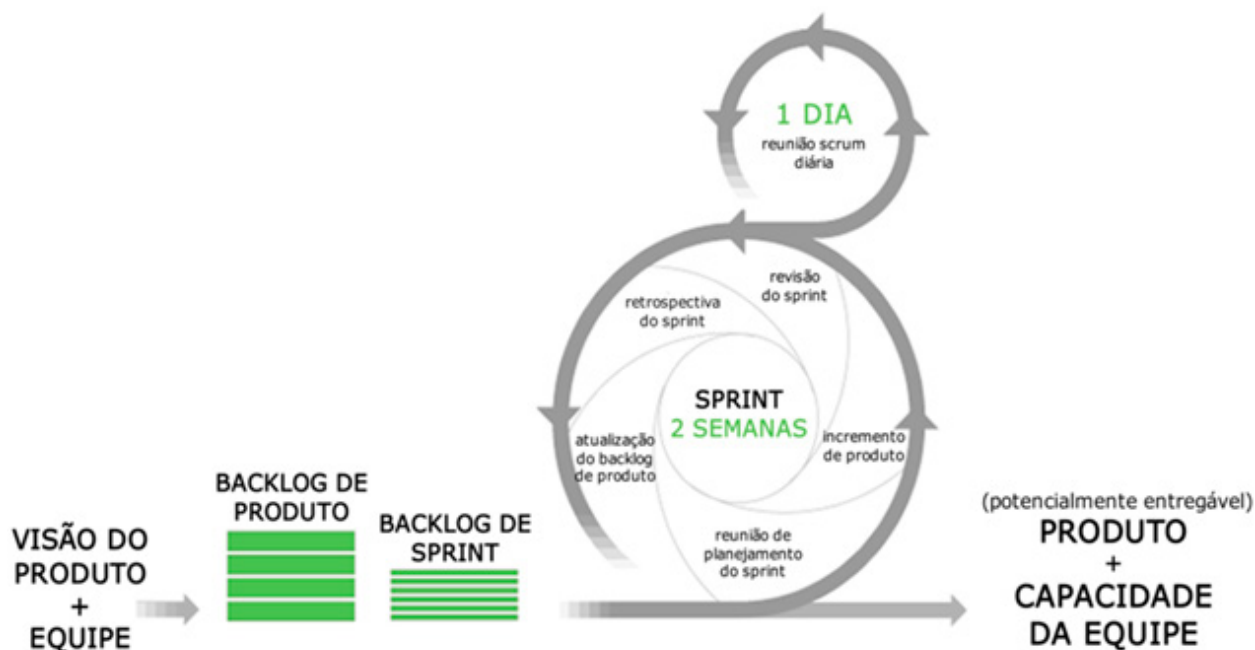 1 DIA
reunião scrum
diária
revisão
do sprint
retrospectiva
do sprint
SPRINT
2 SEMANAS
atualização
do backlog
de produto
incremento
de produto
reunião de
planejamento
do sprint
BACKLOG DE
PRODUTO
BACKLOG DE
SPRINT
VISÃO DO
PRODUTO
+
EQUIPE
(potencialmente entregável)
PRODUTO
+
CAPACIDADE
DA EQUIPE